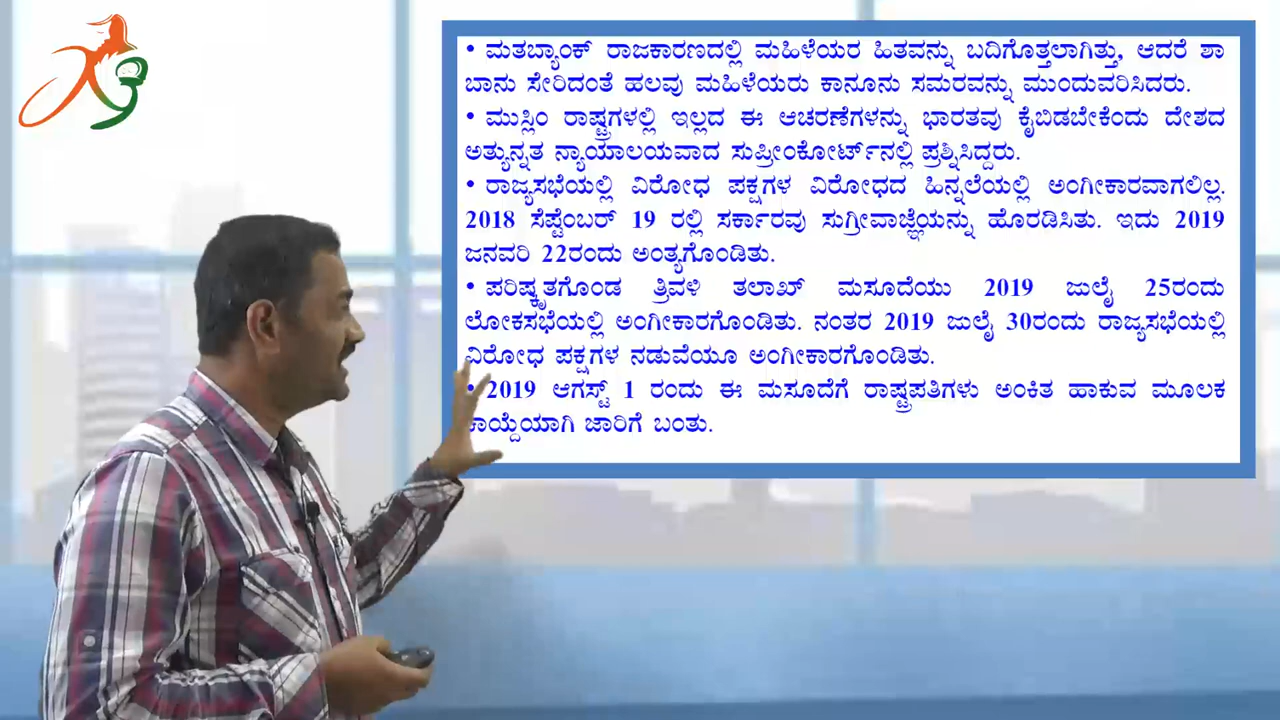 • ಮತಬ್ಯಾಂಕ್ ರಾಜಕಾರಣದಲ್ಲಿ ಮಹಿಳೆಯರ ಹಿತವನ್ನು ಬದಿಗೊತ್ತಲಾಗಿತ್ತು, ಆದರೆ ಶಾ
ಬಾನು ಸೇರಿದಂತೆ ಹಲವು ಮಹಿಳೆಯರು ಕಾನೂನು ಸಮರವನ್ನು ಮುಂದುವರಿಸಿದರು.
• ಮುಸ್ಲಿಂ ರಾಷ್ಟ್ರಗಳಲ್ಲಿ ಇಲ್ಲದ ಈ ಆಚರಣೆಗಳನ್ನು ಭಾರತವು ಕೈಬಿಡಬೇಕೆಂದು ದೇಶದ
ಅತ್ಯುನ್ನತ ನ್ಯಾಯಾಲಯವಾದ ಸುಪ್ರೀಂಕೋರ್ಟ್‌ನಲ್ಲಿ ಪ್ರಶ್ನಿಸಿದ್ದರು.
• ರಾಜ್ಯಸಭೆಯಲ್ಲಿ ವಿರೋಧ ಪಕ್ಷಗಳ ವಿರೋಧದ ಹಿನ್ನಲೆಯಲ್ಲಿ ಅಂಗೀಕಾರವಾಗಲಿಲ್ಲ.
2018 ಸೆಪ್ಟೆಂಬರ್ 19 ರಲ್ಲಿ ಸರ್ಕಾರವು ಸುಗ್ರೀವಾಜ್ಞೆಯನ್ನು ಹೊರಡಿಸಿತು. ಇದು 2019
ಜನವರಿ 22ರಂದು ಅಂತ್ಯಗೊಂಡಿತು.
• ಪರಿಷ್ಕೃತಗೊಂಡ ತ್ರಿವಳಿ ತಲಾಖ್ ಮಸೂದೆಯು 2019 ಜುಲೈ 25ರಂದು
ಲೋಕಸಭೆಯಲ್ಲಿ ಅಂಗೀಕಾರಗೊಂಡಿತು. ನಂತರ 2019 ಜುಲೈ 30ರಂದು ರಾಜ್ಯಸಭೆಯಲ್ಲಿ
ವಿರೋಧ ಪಕ್ಷಗಳ ನಡುವೆಯೂ ಅಂಗೀಕಾರಗೊಂಡಿತು.
• 2019 ಆಗಸ್ಟ್ 1 ರಂದು ಈ ಮಸೂದೆಗೆ ರಾಷ್ಟ್ರಪತಿಗಳು ಅಂಕಿತ ಹಾಕುವ ಮೂಲಕ
ಕಾಯ್ದೆಯಾಗಿ ಜಾರಿಗೆ ಬಂತು.